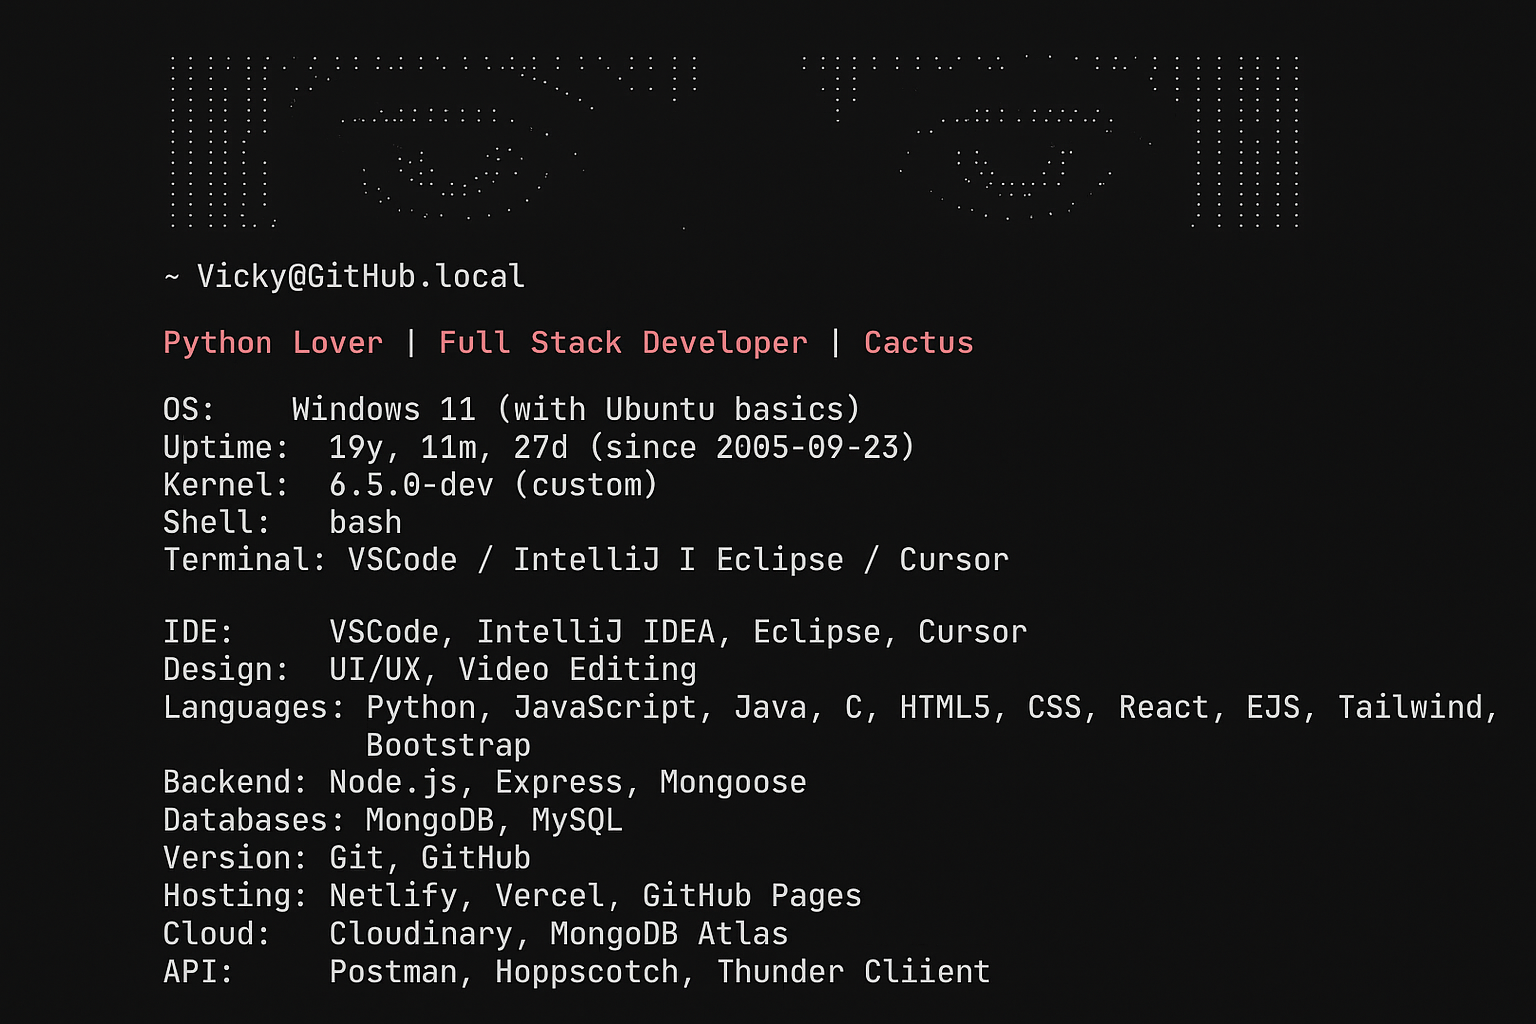 ~ Vicky@GitHub.local
Python Lover | Full Stack Developer | Cactus
OS: Windows 11 (with Ubuntu basics)
Uptime: 19y, 11m, 27d (since 2005-09-23)
Kernel: 6.5.0-dev (custom)
Shell: bash
Terminal: VSCode / IntelliJ I Eclipse / Cursor
IDE: VSCode, IntelliJ IDEA, Eclipse, Cursor
Design: UI/UX, Video Editing
Languages: Python, JavaScript, Java, C, HTML5, CSS, React, EJS, Tailwind,
Bootstrap
Backend: Node.js, Express, Mongoose
Databases: MongoDB, MySQL
Version: Git, GitHub
Hosting: Netlify, Vercel, GitHub Pages
Cloud: Cloudinary, MongoDB Atlas
API: Postman, Hoppscotch, Thunder Cliient